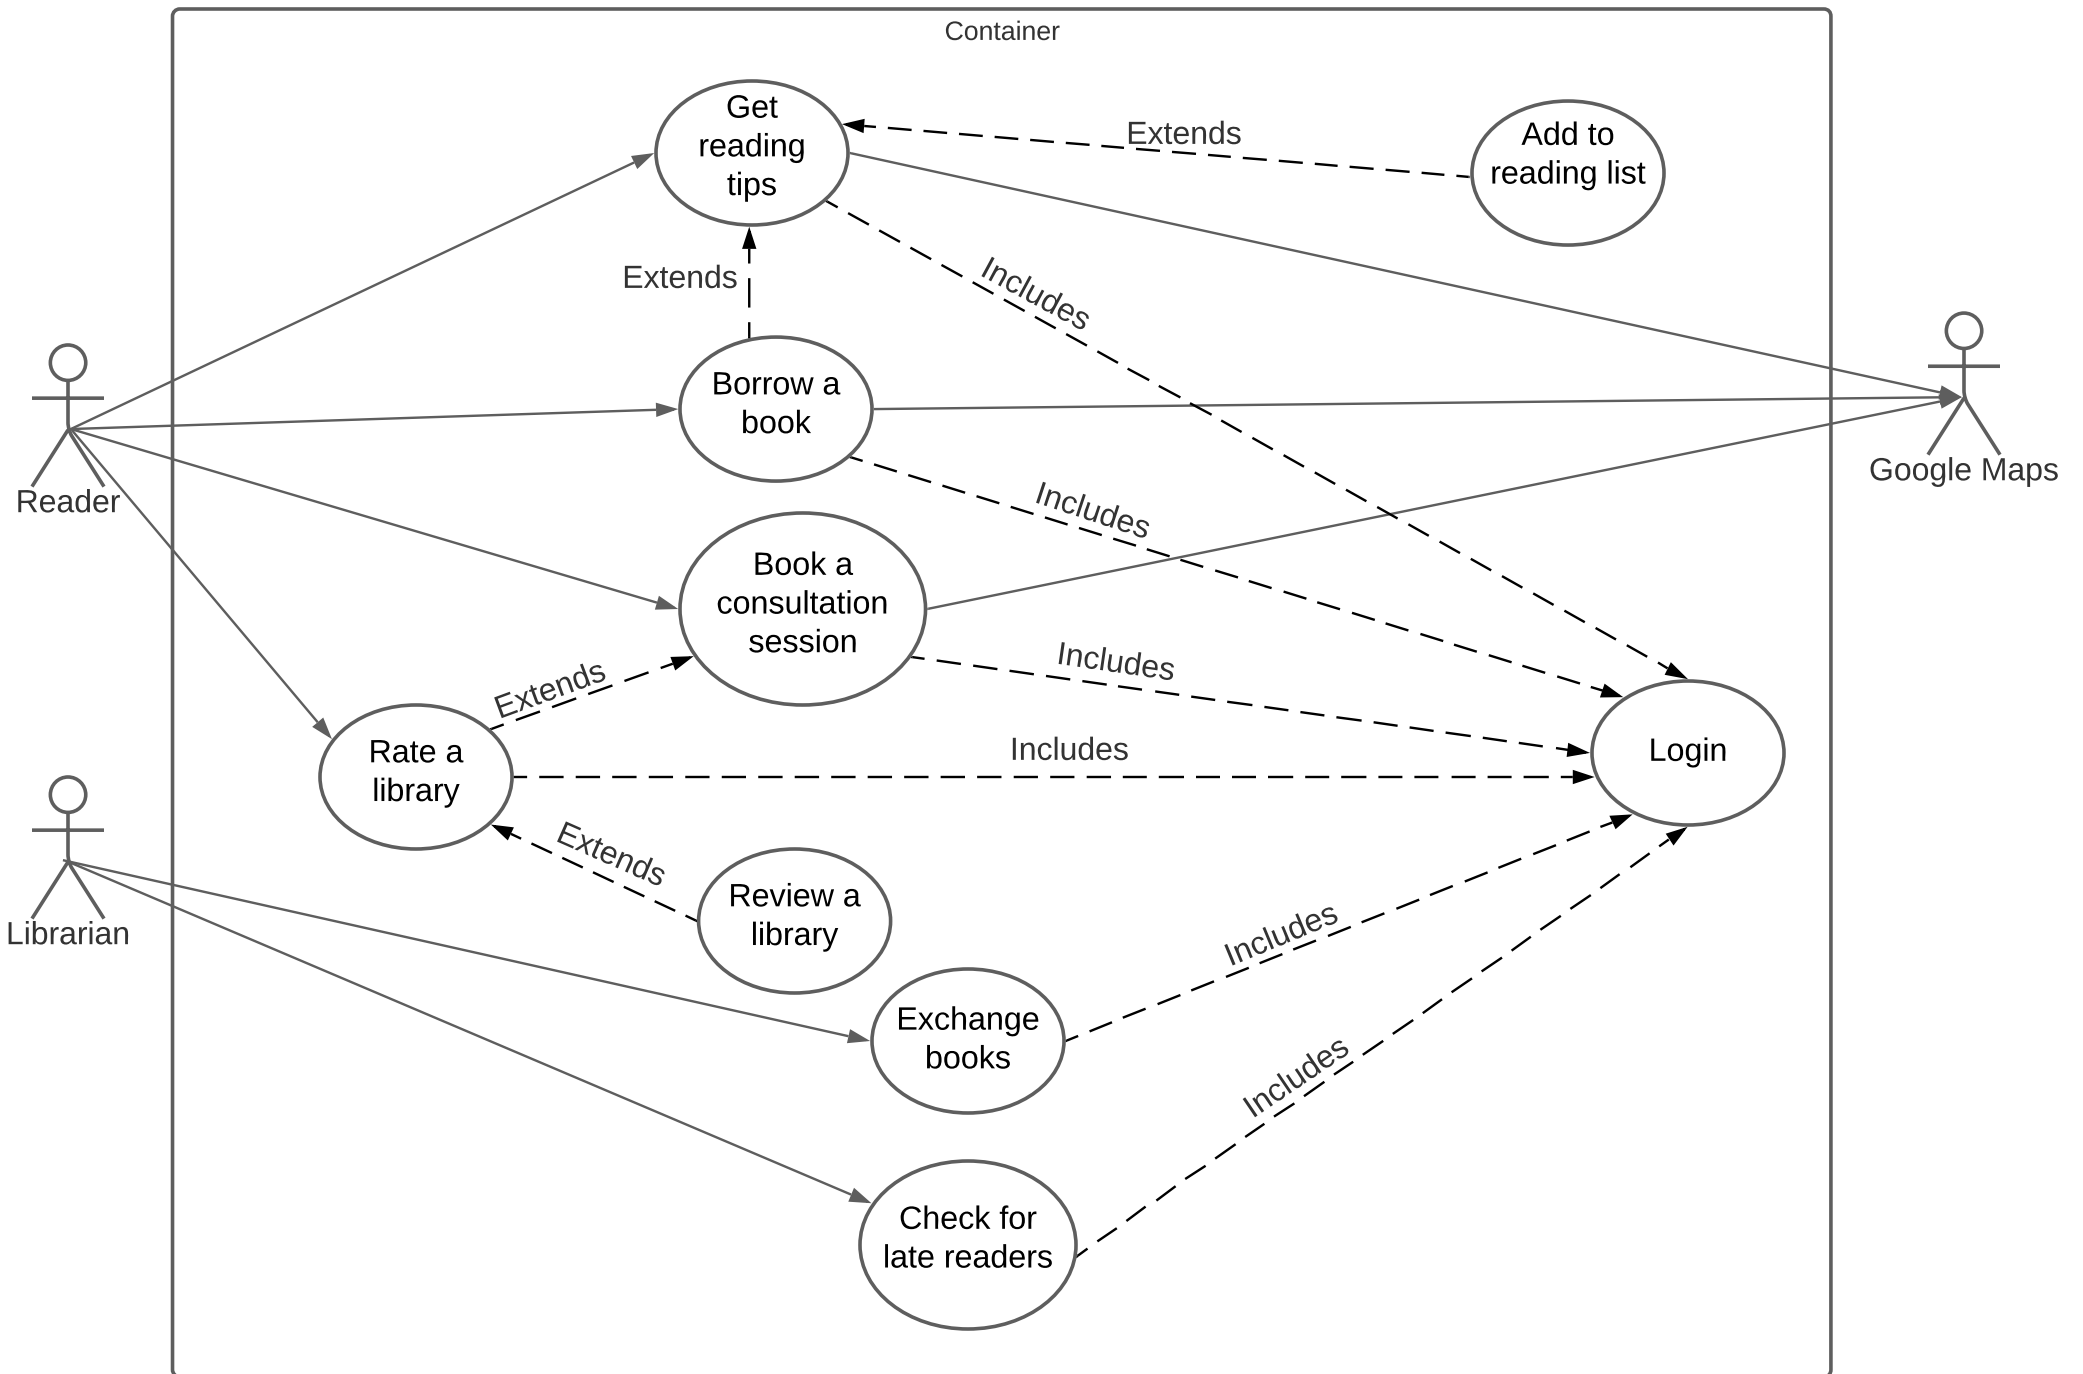 Container
Get
reading
tips
Extends
Add to
reading list
Extends
Includes
Borrow a
book
Reader
Google Maps
Includes
Book a
consultation
session
Extends
Includes
Rate a
library
Includes
Login
Extends
Review a
library
Librarian
Includes
Exchange
books
Includes
Check for
late readers